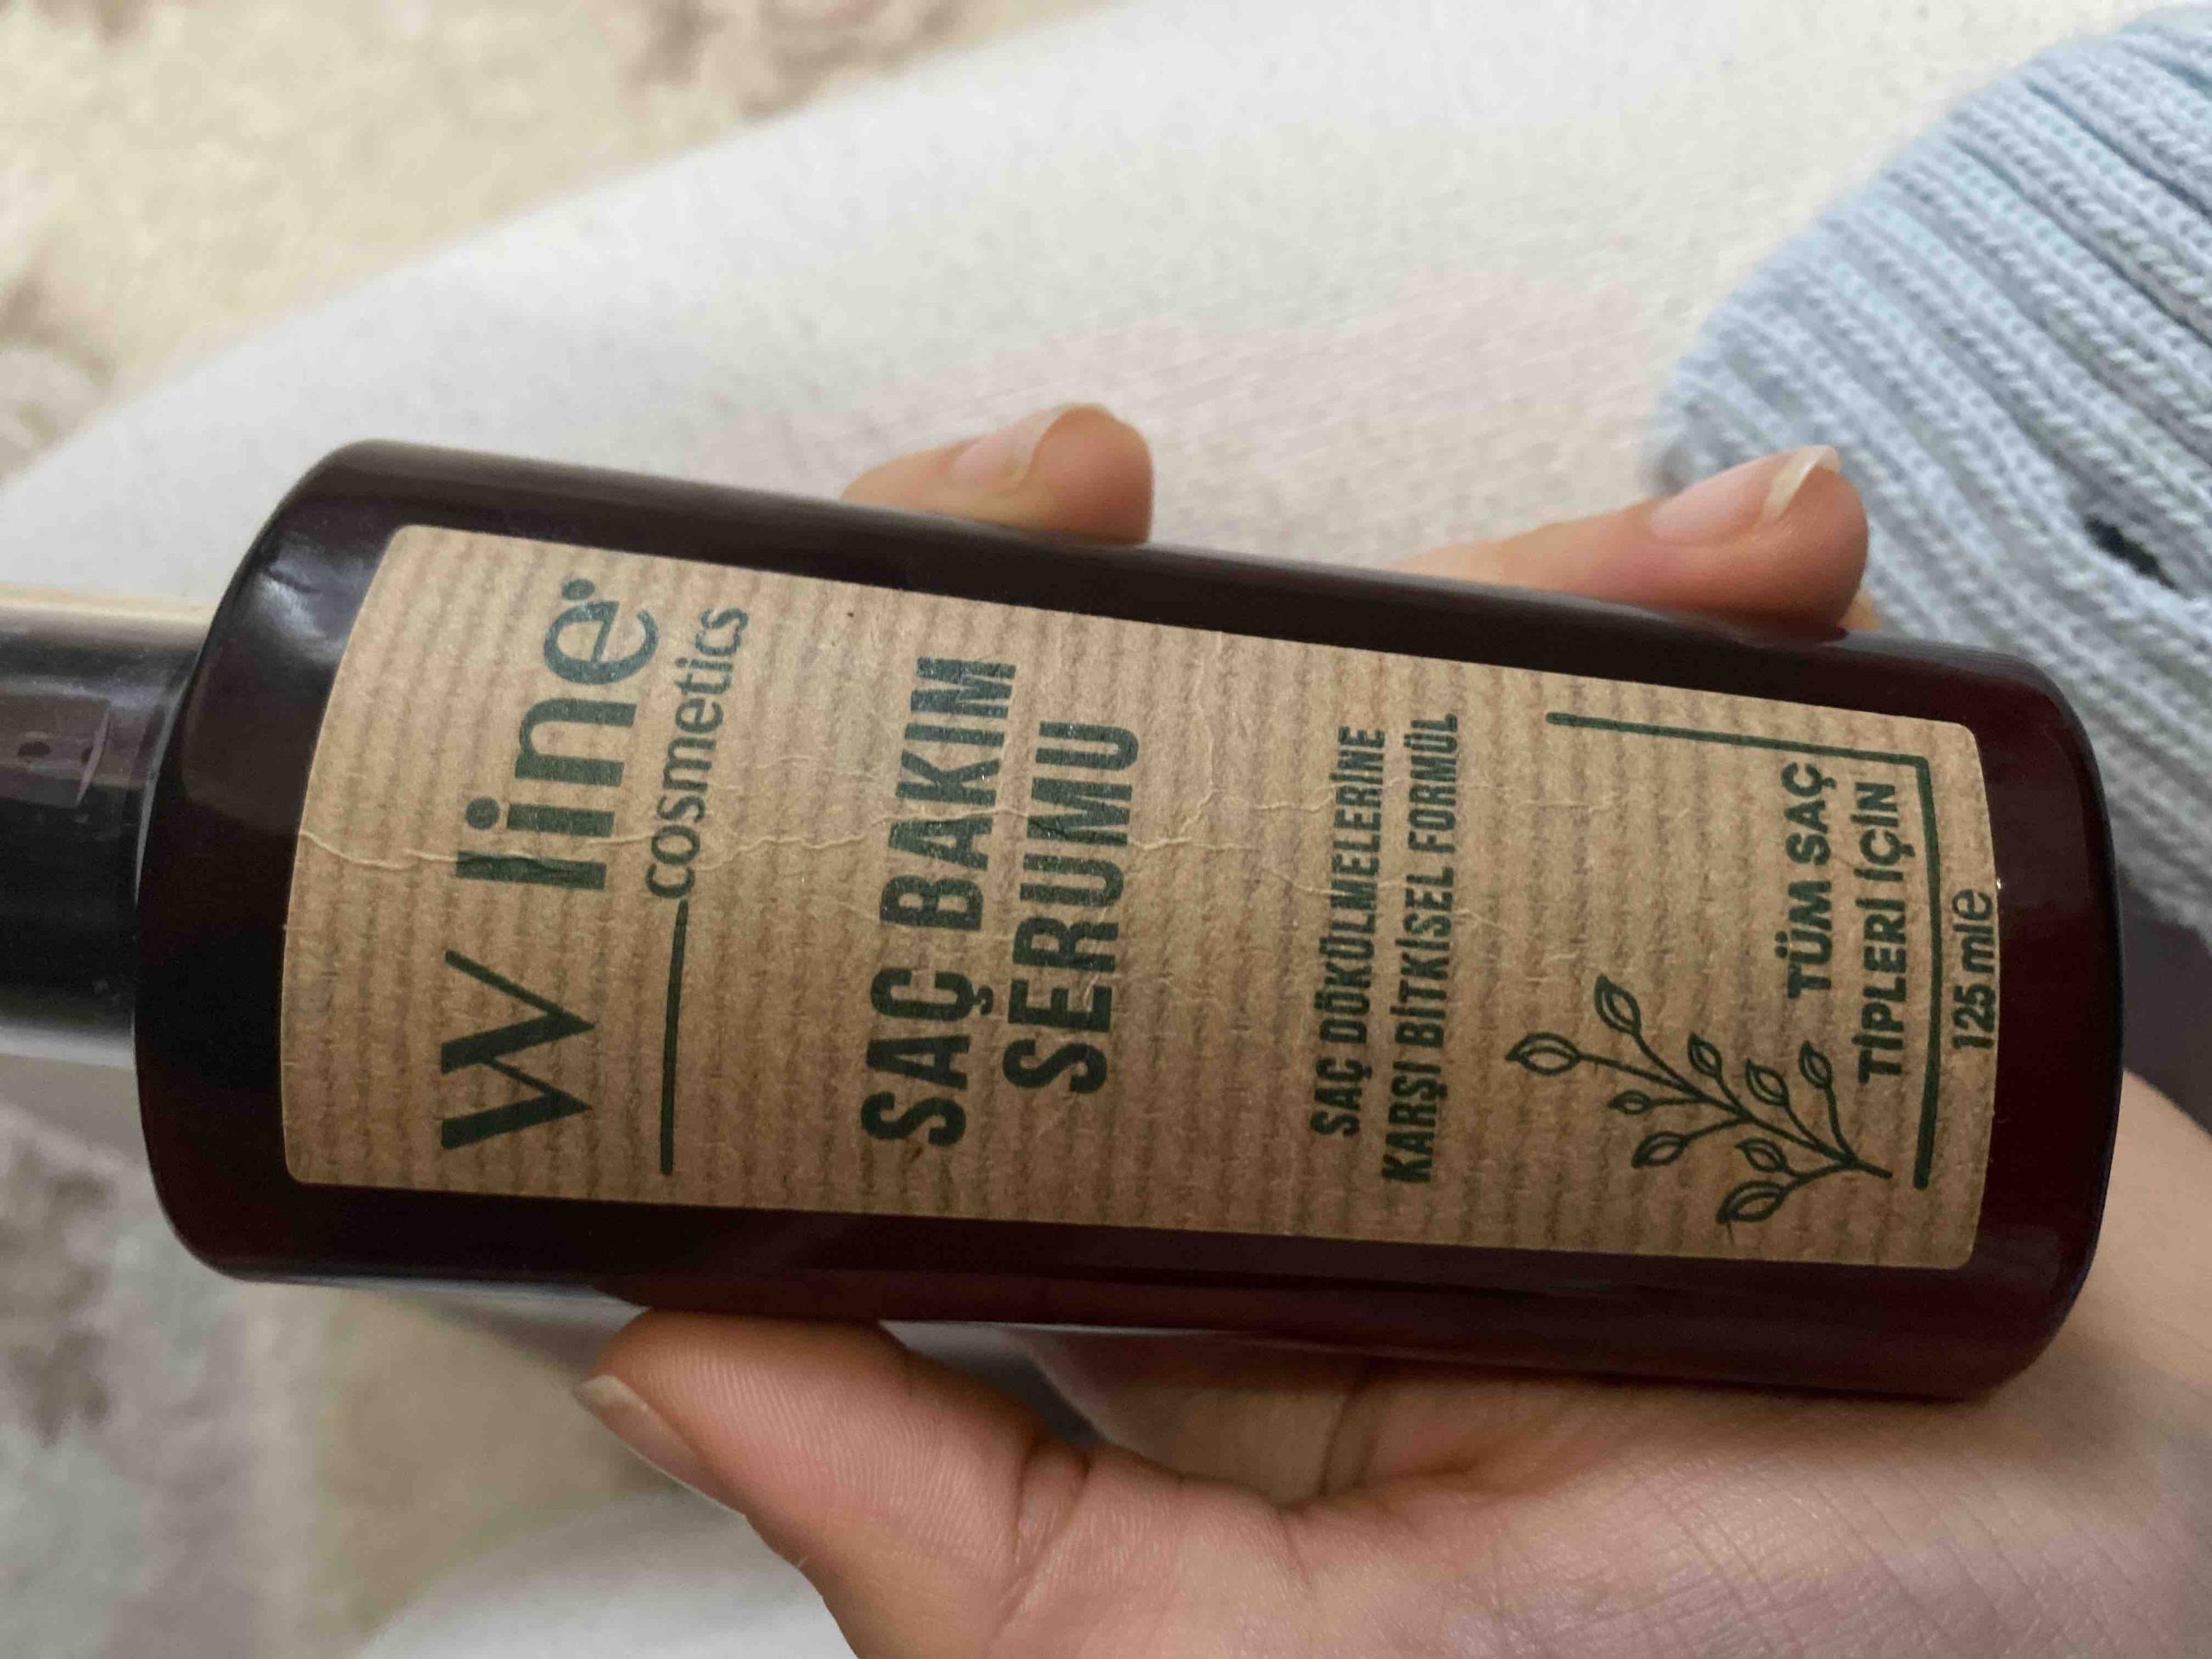 w line
cosmetics
SAÇ BAKIM
SERUMU
SAÇ DÖKÜLMELERİNE
KARŞI BİTKİSEL FORMÜL
TÜM SAÇ
TİPLERİ İÇİN
125 mle